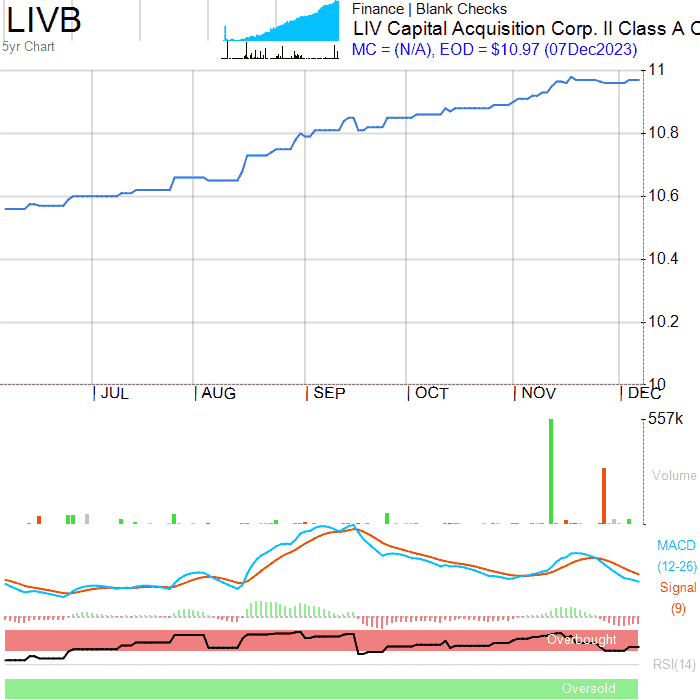 LIVB
5yr Chart
Finance | Blank Checks
LIV Capital Acquisition Corp. II Class A O
MC = (N/A), EOD = $10.97 (07Dec2023)
11
10.8
10.6
10.4
10.2
10
JUL
AUG
SEP
OCT
NOV
DEC
557k
Volume
MACD
(12-26)
Signal
(9)
Overbought
RSI(14)
Oversold